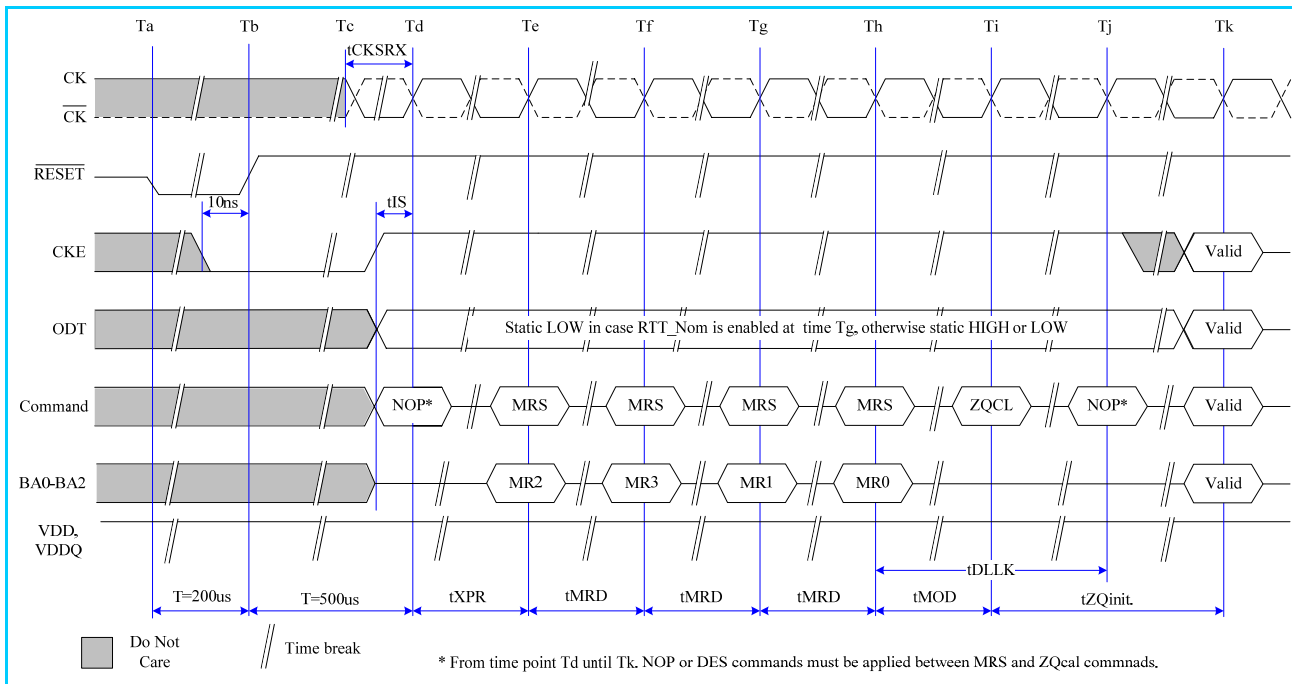 Ta Tb Tc Td Te Tf Tg Th Ti Tj Tk
tCKSRX
CK
CK
RESET
10ns tIS
CKE Valid
ODT Static LOW in case RTT_Nom is enabled at time Tg, otherwise static HIGH or LOW Valid
Command NOP* MRS MRS MRS MRS ZQCL NOP* Valid
BA0-BA2 MR2 MR3 MR1 MR0 Valid
VDD,
VDDQ
tDLLK
T=200us T=500us tXPR tMRD tMRD tMRD tMOD tZQinit.
Do Not
Care
Time break
* From time point Td until Tk. NOP or DES commands must be applied between MRS and ZQcal commnads.